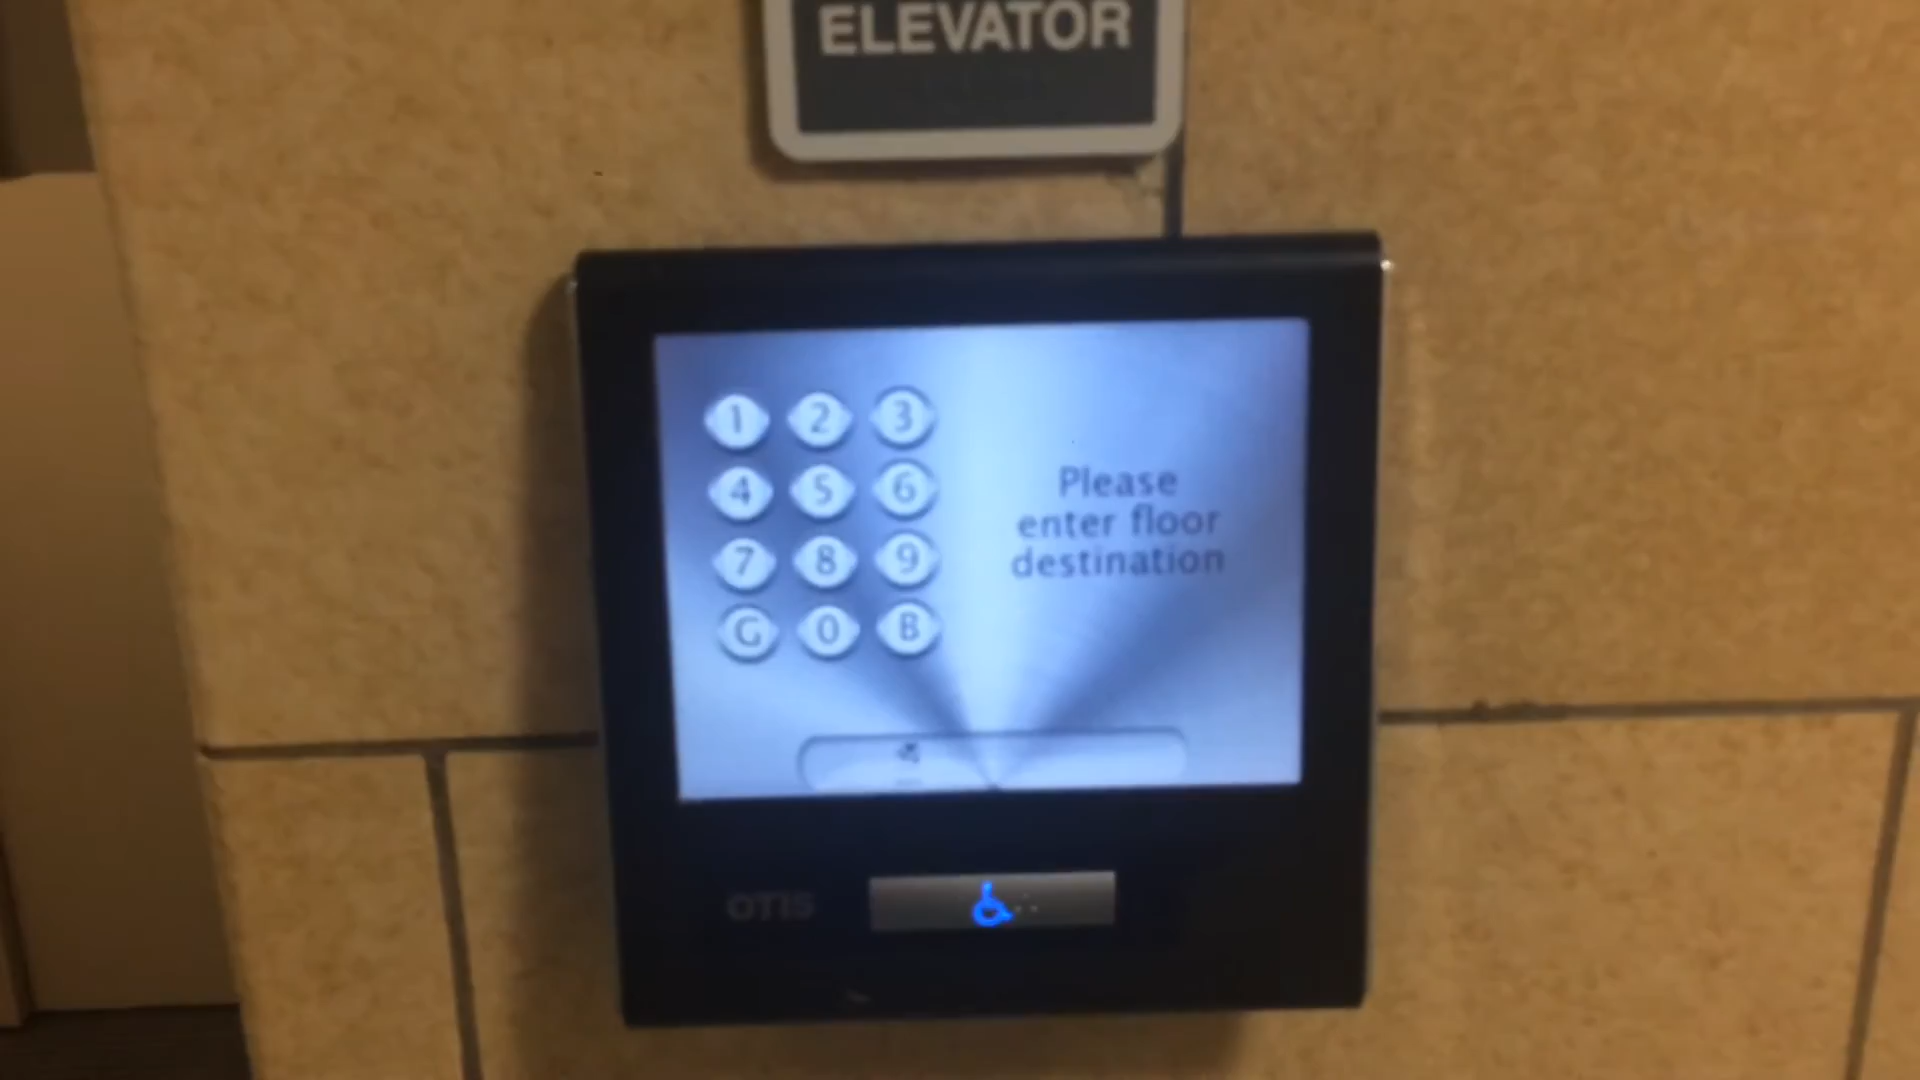 ELEVATOR
1 2 3
4 5 6
7 8 9
G 0 B
Please
enter floor
destination
OTIS